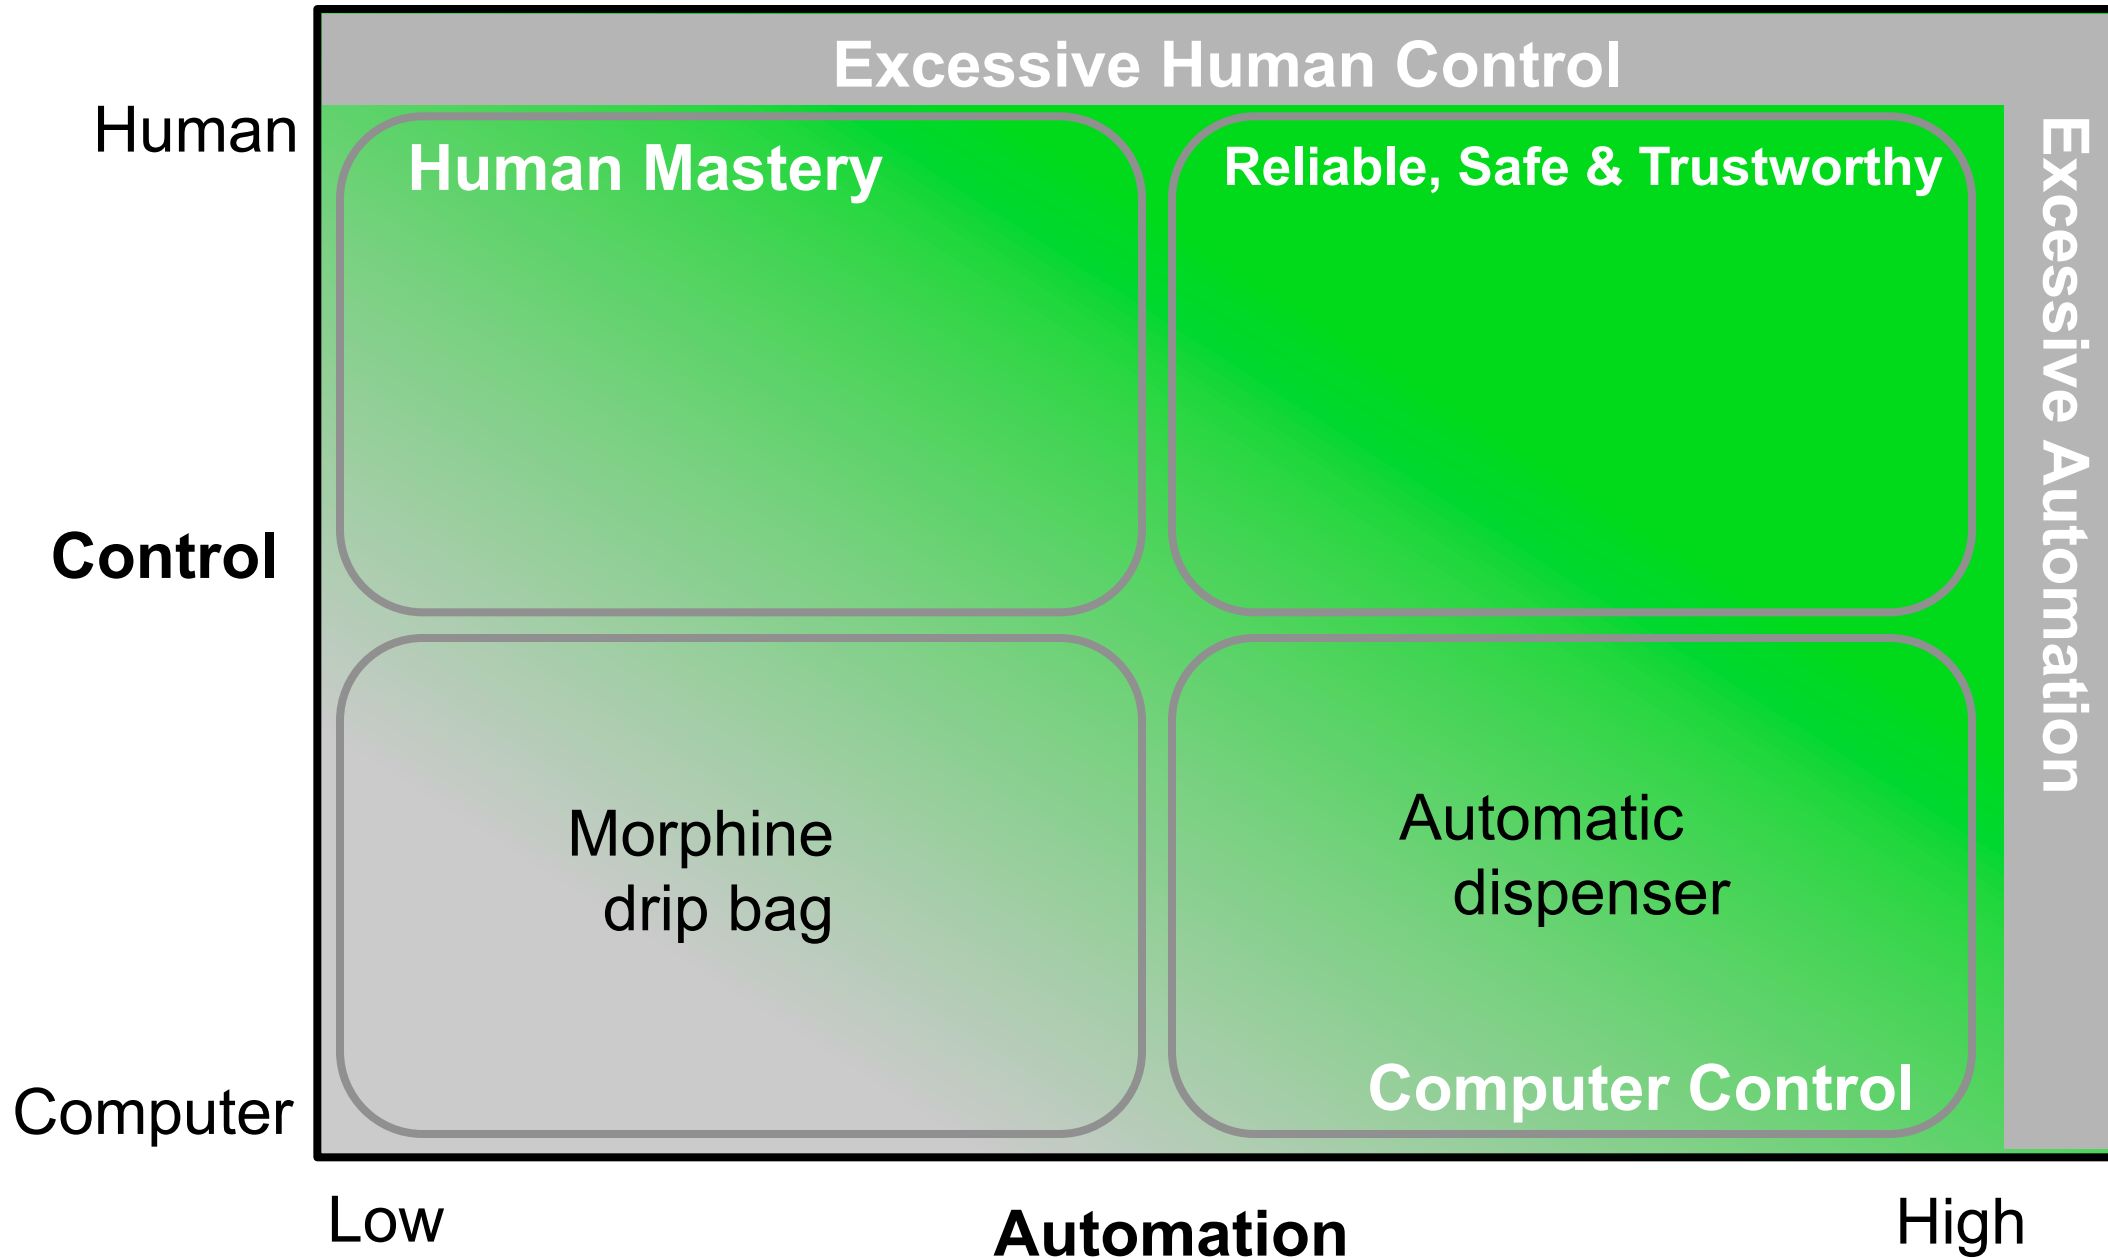 Excessive Human Control
Human
Human Mastery
Reliable, Safe & Trustworthy
Excessive Automation
Control
Morphine
drip bag
Automatic
dispenser
Computer Control
Computer
Low
Automation
High